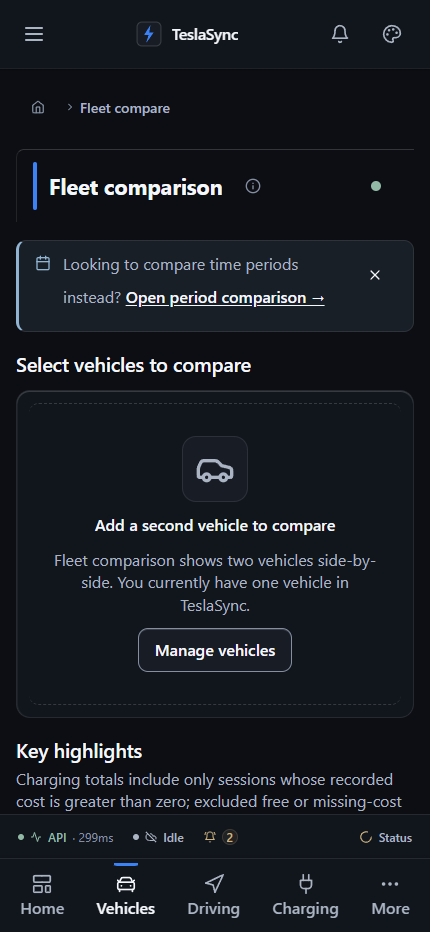 TeslaSync
Fleet compare
Fleet comparison
Looking to compare time periods
instead? Open period comparison →
Select vehicles to compare
Add a second vehicle to compare
Fleet comparison shows two vehicles side-by-
side. You currently have one vehicle in
TeslaSync.
Manage vehicles
Key highlights
Charging totals include only sessions whose recorded
cost is greater than zero; excluded free or missing-cost
API · 299ms Idle 2 Status
Home Vehicles Driving Charging More